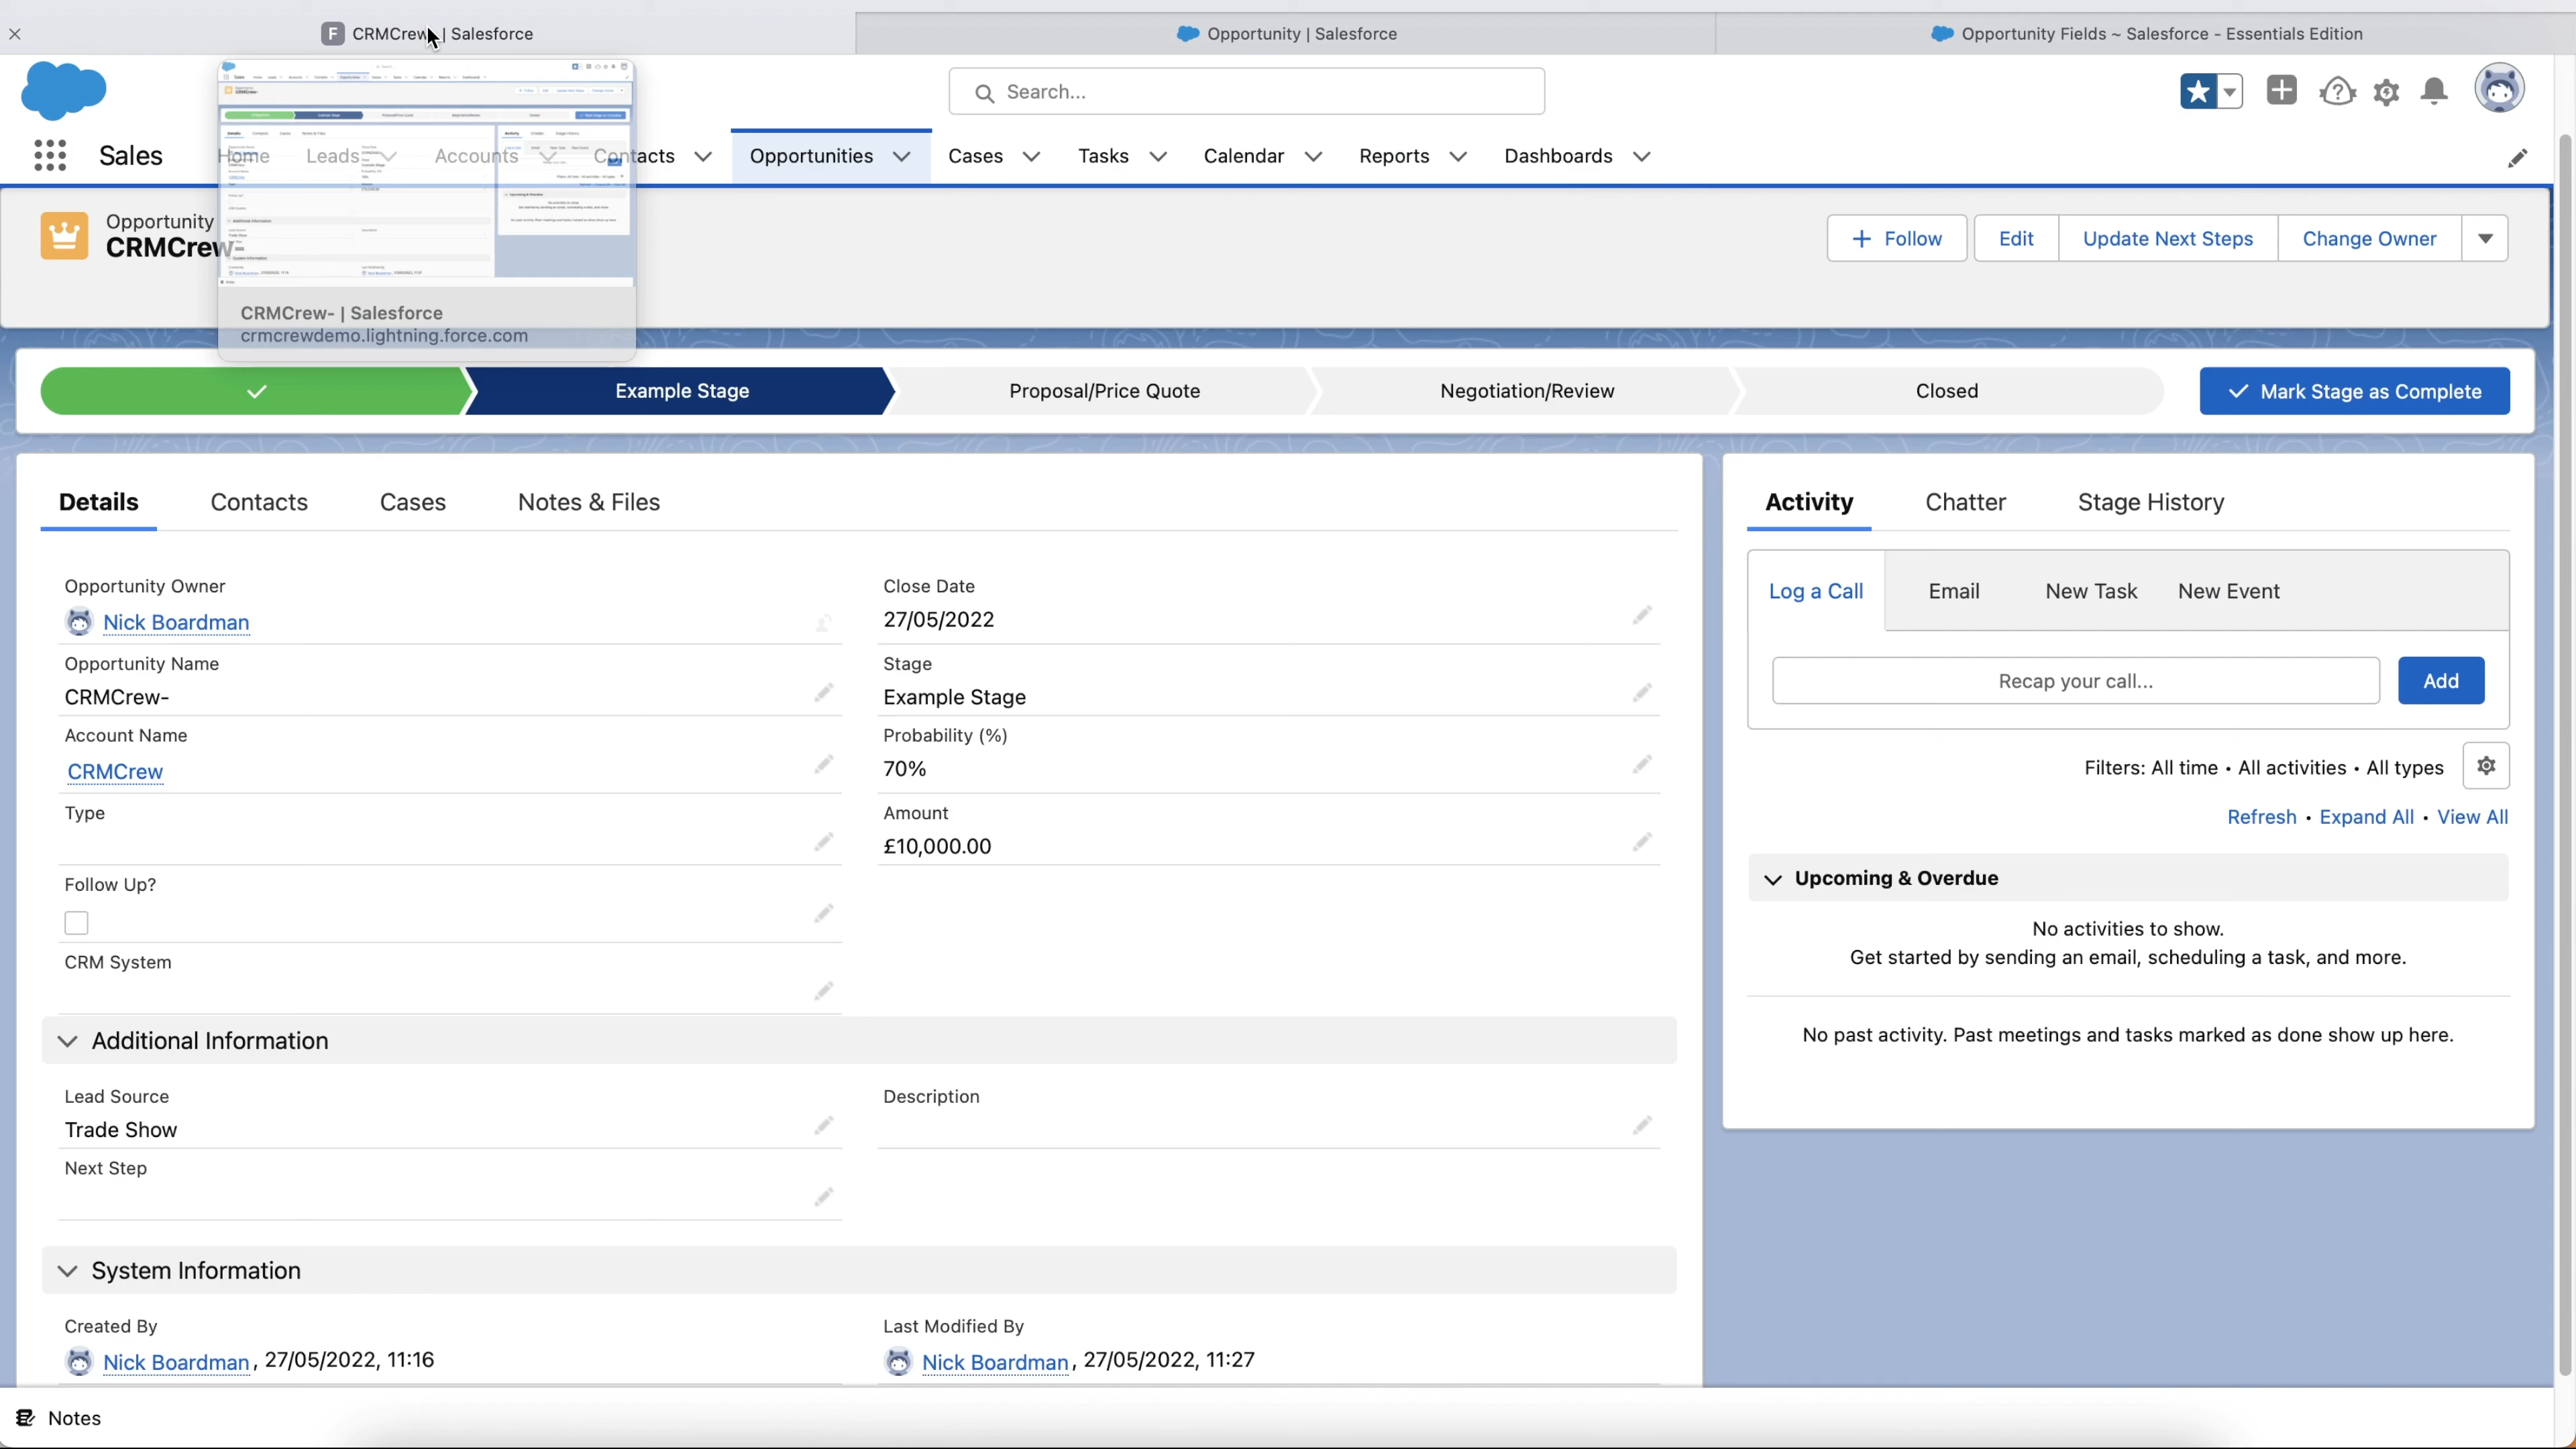 F CRMCrew- | Salesforce
Opportunity | Salesforce
Opportunity Fields ~ Salesforce - Essentials Edition
Search...
Sales
Home
Leads
Accounts
Contacts
Opportunities
Cases
Tasks
Calendar
Reports
Dashboards
Opportunity
CRMCrew-
Follow
Edit
Update Next Steps
Change Owner
CRMCrew- | Salesforce
crmcrewdemo.lightning.force.com
Example Stage
Proposal/Price Quote
Negotiation/Review
Closed
Mark Stage as Complete
Details
Contacts
Cases
Notes & Files
Opportunity Owner
Nick Boardman
Close Date
27/05/2022
Opportunity Name
CRMCrew-
Stage
Example Stage
Account Name
CRMCrew
Probability (%)
70%
Type
Amount
£10,000.00
Follow Up?
CRM System
Additional Information
Lead Source
Trade Show
Description
Next Step
System Information
Created By
Nick Boardman, 27/05/2022, 11:16
Last Modified By
Nick Boardman, 27/05/2022, 11:27
Activity
Chatter
Stage History
Log a Call
Email
New Task
New Event
Recap your call...
Add
Filters: All time • All activities • All types
Refresh • Expand All • View All
Upcoming & Overdue
No activities to show.
Get started by sending an email, scheduling a task, and more.
No past activity. Past meetings and tasks marked as done show up here.
Notes